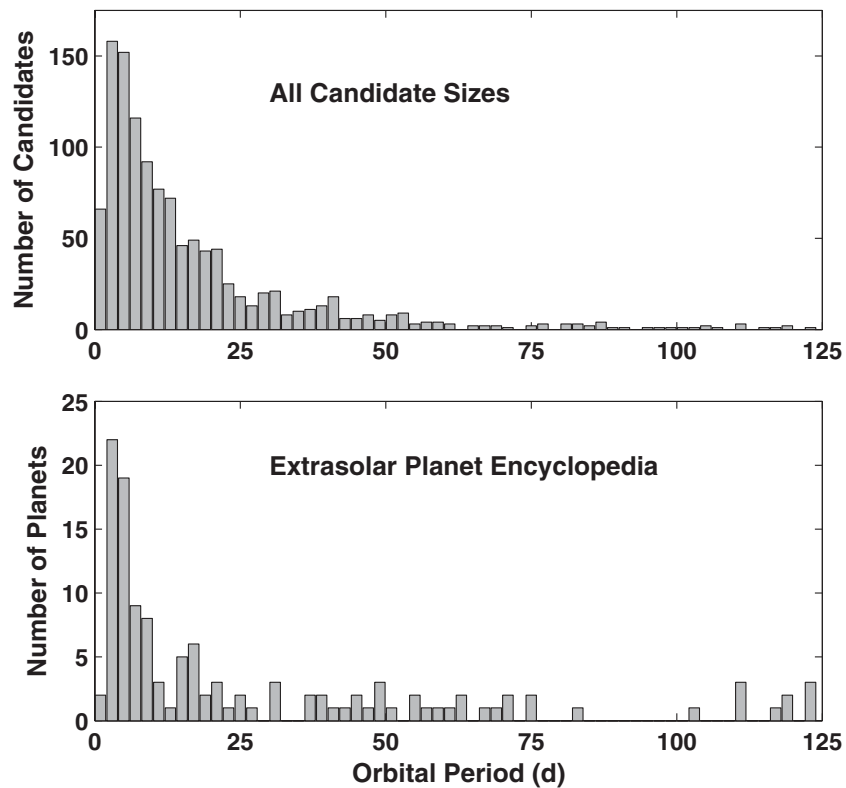 All Candidate Sizes
Number of Candidates
150
100
50
0
0 25 50 75 100 125
Extrasolar Planet Encyclopedia
Number of Planets
25
20
15
10
5
0
0 25 50 75 100 125
Orbital Period (d)